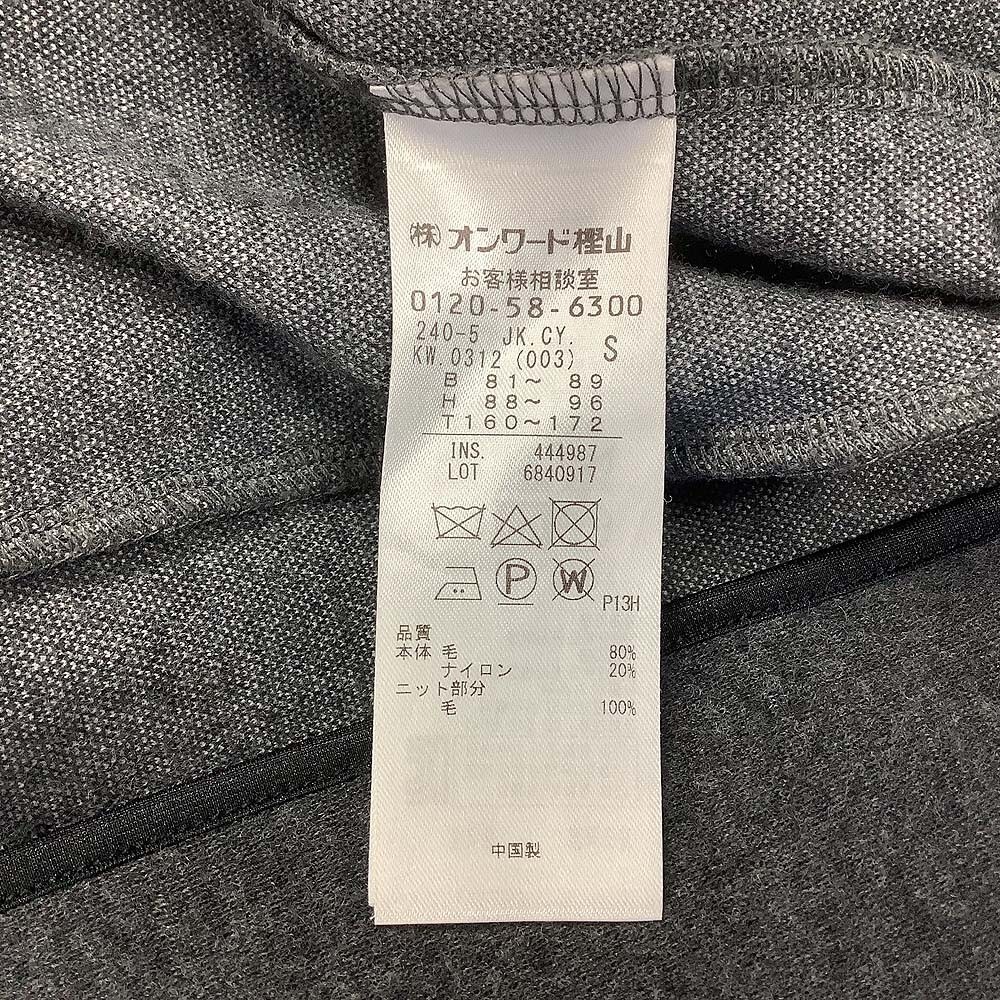 ㈱オンワード樫山
お客様相談室
0120-58-6300
240-5 JK.CY.
KW.0312 (003) S
B 81～ 89
H 88～ 96
T160～172
INS. 444987
LOT 6840917
P W
P13H
品質
本体 毛 80%
ナイロン 20%
ニット部分
毛 100%
中国製